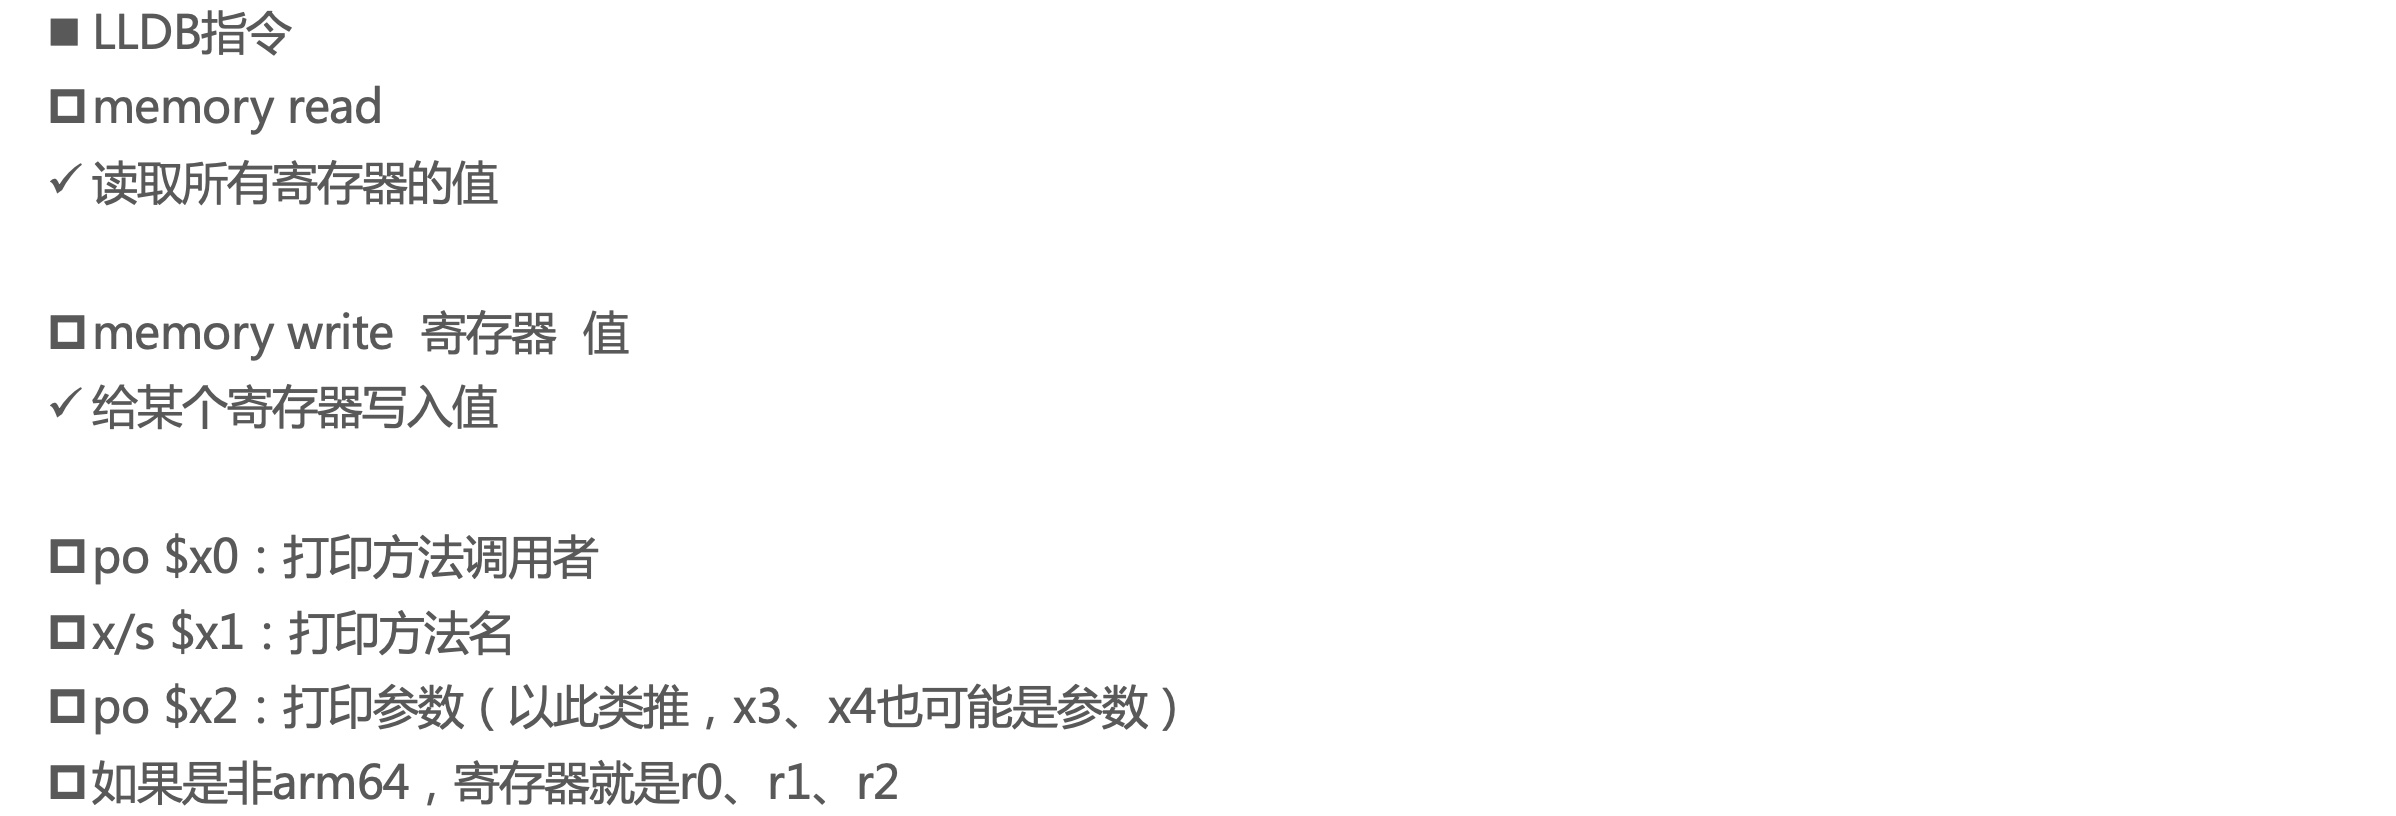 LLDB指令
memory read
读取所有寄存器的值
memory write 寄存器 值
给某个寄存器写入值
po $x0：打印方法调用者
x/s $x1：打印方法名
po $x2：打印参数（以此类推，x3、x4也可能是参数）
如果是非arm64，寄存器就是r0、r1、r2